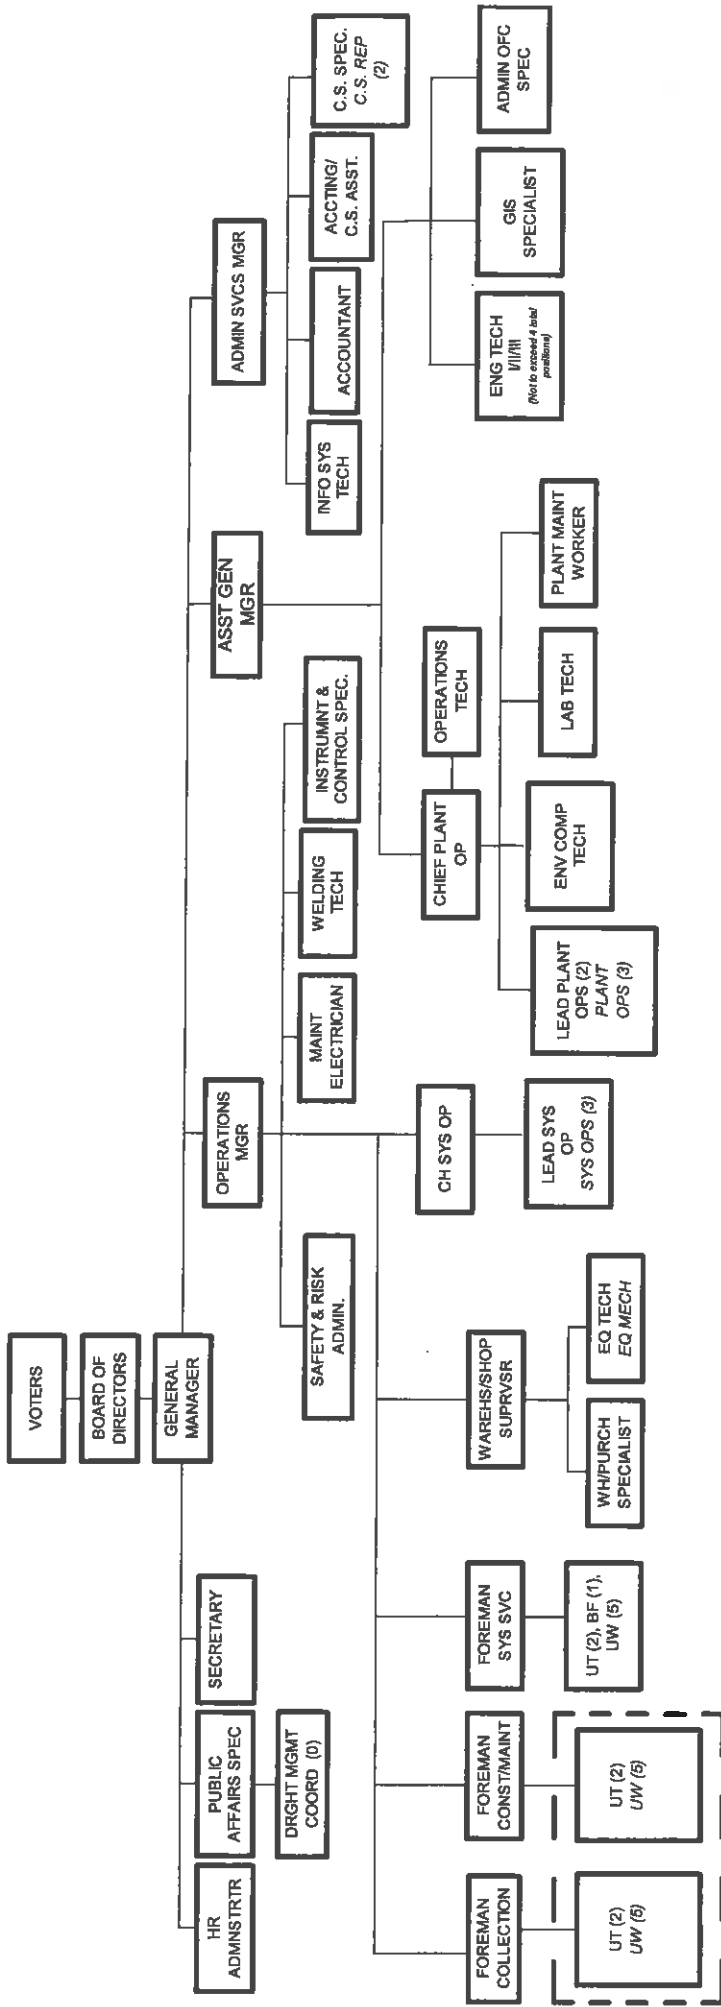 VOTERS
BOARD OF
DIRECTORS
GENERAL
MANAGER
HR
ADMNSTRTR
PUBLIC
AFFAIRS SPEC
SECRETARY
DRGHT MGMT
COORD (0)
OPERATIONS
MGR
ASST GEN
MGR
ADMIN SVCS MGR
SAFETY & RISK
ADMIN.
MAINT
ELECTRICIAN
WELDING
TECH
INSTRUMNT &
CONTROL SPEC.
INFO SYS
TECH
ACCOUNTANT
ACCTING/
C.S. ASST.
C.S. SPEC.
C.S. REP
(2)
FOREMAN
COLLECTION
FOREMAN
CONST/MAINT
FOREMAN
SYS SVC
WAREHS/SHOP
SUPRVSR
CH SYS OP
CHIEF PLANT
OP
OPERATIONS
TECH
ENG TECH
I/II/III
(Not to exceed 4 total
positions)
GIS
SPECIALIST
ADMIN OFC
SPEC
UT (2)
UW (5)
UT (2)
UW (5)
UT (2), BF (1),
UW (5)
WH/PURCH
SPECIALIST
EQ TECH
EQ MECH
LEAD SYS
OP
SYS OPS (3)
LEAD PLANT
OPS (2)
PLANT
OPS (3)
ENV COMP
TECH
LAB TECH
PLANT MAINT
WORKER